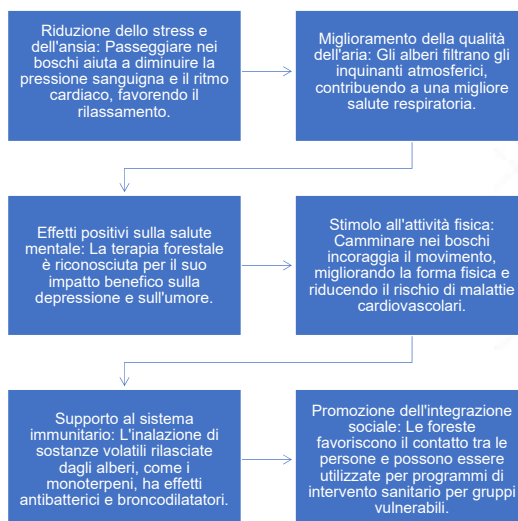 Riduzione dello stress e
dell'ansia: Passeggiare nei
boschi aiuta a diminuire la
pressione sanguigna e il ritmo
cardiaco, favorendo il
rilassamento.
Miglioramento della qualità
dell'aria: Gli alberi filtrano gli
inquinanti atmosferici,
contribuendo a una migliore
salute respiratoria.
Effetti positivi sulla salute
mentale: La terapia forestale
è riconosciuta per il suo
impatto benefico sulla
depressione e sull'umore.
Stimolo all'attività fisica:
Camminare nei boschi
incoraggia il movimento,
migliorando la forma fisica e
riducendo il rischio di malattie
cardiovascolari.
Supporto al sistema
immunitario: L'inalazione di
sostanze volatili rilasciate
dagli alberi, come i
monoterpeni, ha effetti
antibatterici e broncodilatatori.
Promozione dell'integrazione
sociale: Le foreste
favoriscono il contatto tra le
persone e possono essere
utilizzate per programmi di
intervento sanitario per gruppi
vulnerabili.